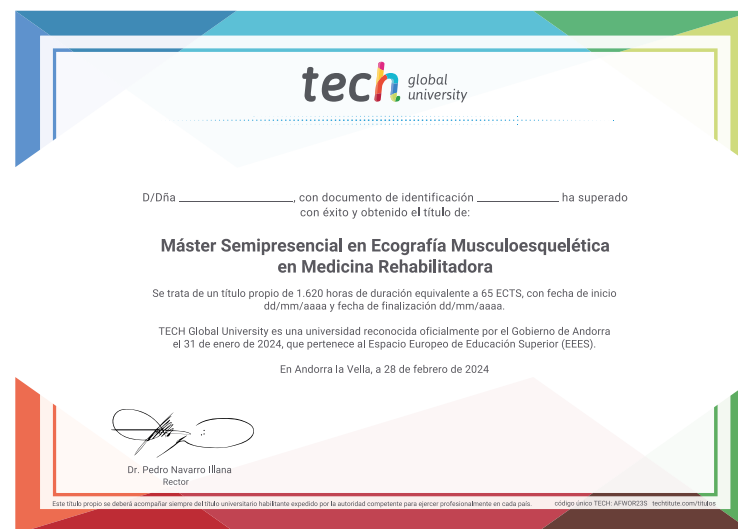 tech global
university
D/Dña ____________________, con documento de identificación ______________ ha superado
con éxito y obtenido el título de:
Máster Semipresencial en Ecografía Musculoesquelética
en Medicina Rehabilitadora
Se trata de un título propio de 1.620 horas de duración equivalente a 65 ECTS, con fecha de inicio
dd/mm/aaaa y fecha de finalización dd/mm/aaaa.
TECH Global University es una universidad reconocida oficialmente por el Gobierno de Andorra
el 31 de enero de 2024, que pertenece al Espacio Europeo de Educación Superior (EEES).
En Andorra la Vella, a 28 de febrero de 2024
Dr. Pedro Navarro Illana
Rector
Este título propio se deberá acompañar siempre del título universitario habilitante expedido por la autoridad competente para ejercer profesionalmente en cada país. código único TECH: AFWOR23S techtitute.com/titulos